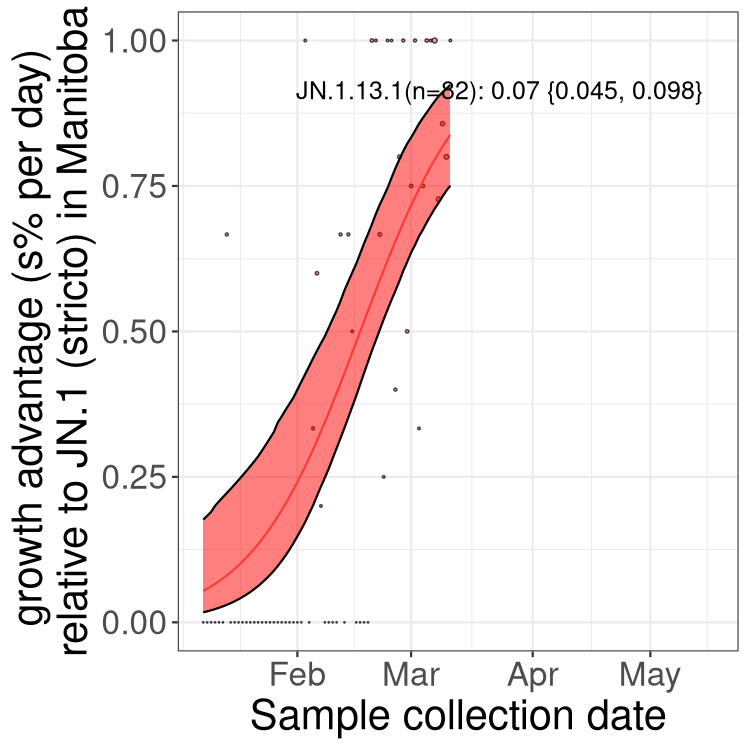 growth advantage (s% per day)
relative to JN.1 (stricto) in Manitoba
1.00
0.75
0.50
0.25
0.00
JN.1.13.1(n=82): 0.07 {0.045, 0.098}
Feb Mar Apr May
Sample collection date